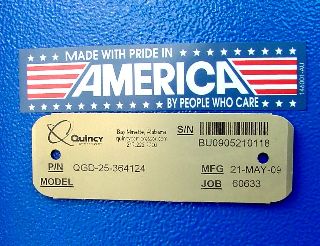 MADE WITH PRIDE IN
AMERICA
BY PEOPLE WHO CARE
Quincy
Bay Minette, Alabama
S/N
BU0905210118
P/N QGD-25-364124
MFG 21-MAY-09
MODEL
JOB 60633